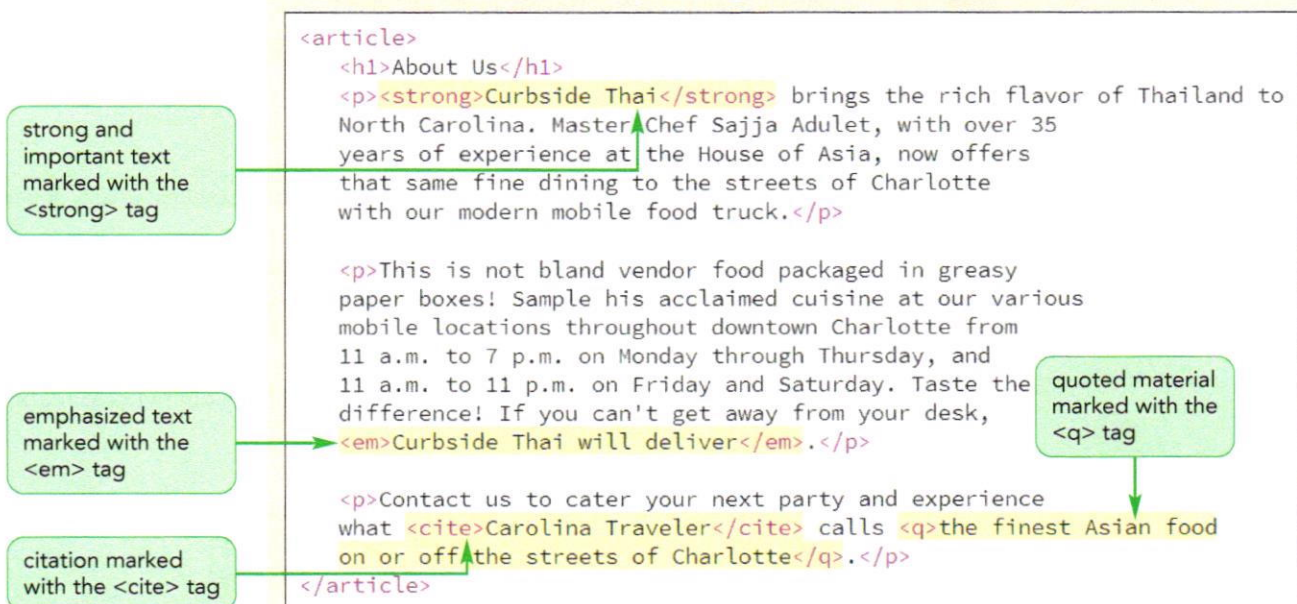 <article>
<h1>About Us</h1>
<p><strong>Curbside Thai</strong> brings the rich flavor of Thailand to
North Carolina. Master Chef Sajja Adulet, with over 35
years of experience at the House of Asia, now offers
that same fine dining to the streets of Charlotte
with our modern mobile food truck.</p>
strong and
important text
marked with the
<strong> tag
<p>This is not bland vendor food packaged in greasy
paper boxes! Sample his acclaimed cuisine at our various
mobile locations throughout downtown Charlotte from
11 a.m. to 7 p.m. on Monday through Thursday, and
11 a.m. to 11 p.m. on Friday and Saturday. Taste the
difference! If you can't get away from your desk,
<em>Curbside Thai will deliver</em>.</p>
emphasized text
marked with the
<em> tag
quoted material
marked with the
<q> tag
<p>Contact us to cater your next party and experience
what <cite>Carolina Traveler</cite> calls <q>the finest Asian food
on or off the streets of Charlotte</q>.</p>
</article>
citation marked
with the <cite> tag